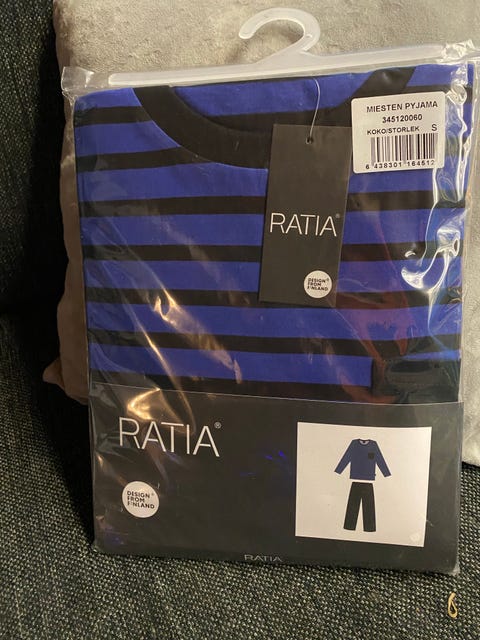 MIESTEN PYJAMA
345120060
KOKO/STORLEK S
6 438301 164512
RATIA®
DESIGN
FROM
FINLAND
RATIA®
DESIGN
FROM
FINLAND
RATIA